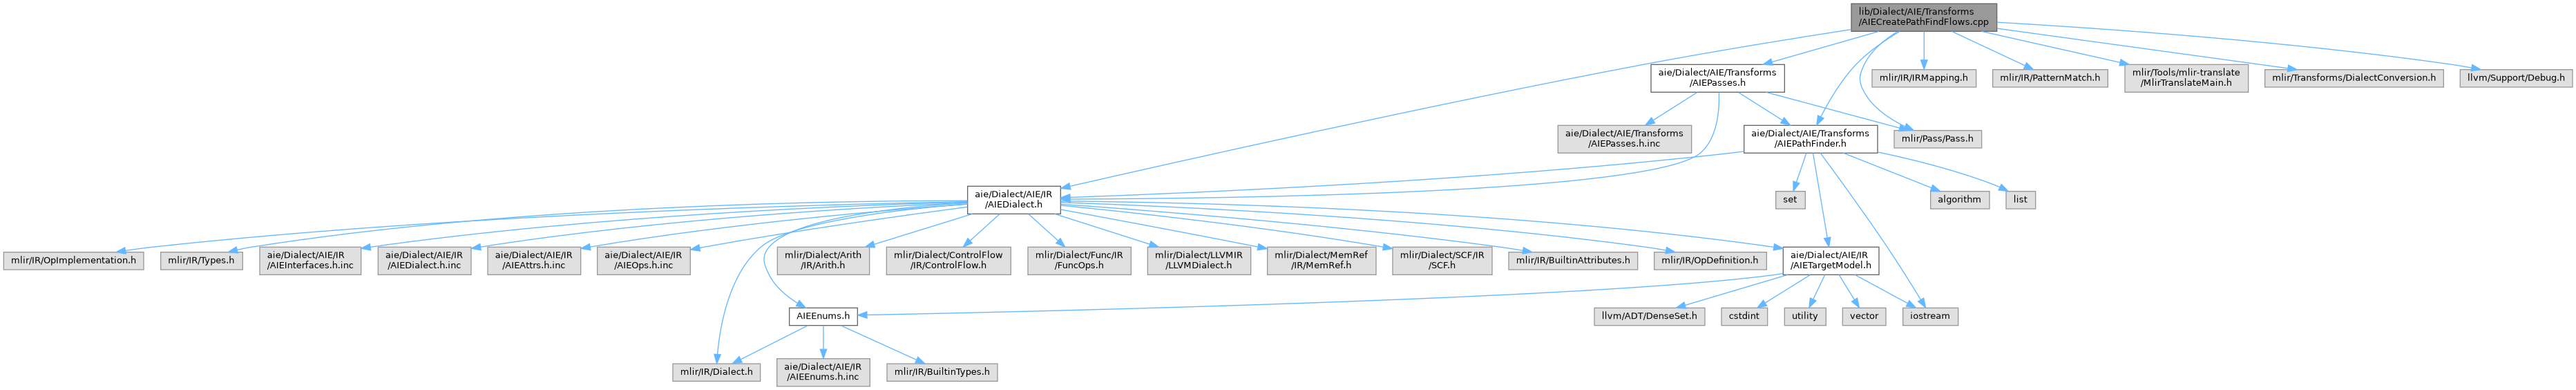 lib/Dialect/AIE/Transforms
/AIECreatePathFindFlows.cpp
aie/Dialect/AIE/Transforms
/AIEPasses.h
mlir/IR/IRMapping.h
mlir/IR/PatternMatch.h
mlir/Tools/mlir-translate
/MlirTranslateMain.h
mlir/Transforms/DialectConversion.h
llvm/Support/Debug.h
aie/Dialect/AIE/Transforms
/AIEPasses.h.inc
aie/Dialect/AIE/Transforms
/AIEPathFinder.h
mlir/Pass/Pass.h
aie/Dialect/AIE/IR
/AIEDialect.h
set
algorithm
list
mlir/IR/OpImplementation.h
mlir/IR/Types.h
aie/Dialect/AIE/IR
/AIEInterfaces.h.inc
aie/Dialect/AIE/IR
/AIEDialect.h.inc
aie/Dialect/AIE/IR
/AIEAttrs.h.inc
aie/Dialect/AIE/IR
/AIEOps.h.inc
mlir/Dialect/Arith
/IR/Arith.h
mlir/Dialect/ControlFlow
/IR/ControlFlow.h
mlir/Dialect/Func/IR
/FuncOps.h
mlir/Dialect/LLVMIR
/LLVMDialect.h
mlir/Dialect/MemRef
/IR/MemRef.h
mlir/Dialect/SCF/IR
/SCF.h
mlir/IR/BuiltinAttributes.h
mlir/IR/OpDefinition.h
aie/Dialect/AIE/IR
/AIETargetModel.h
AIEEnums.h
llvm/ADT/DenseSet.h
cstdint
utility
vector
iostream
mlir/IR/Dialect.h
aie/Dialect/AIE/IR
/AIEEnums.h.inc
mlir/IR/BuiltinTypes.h